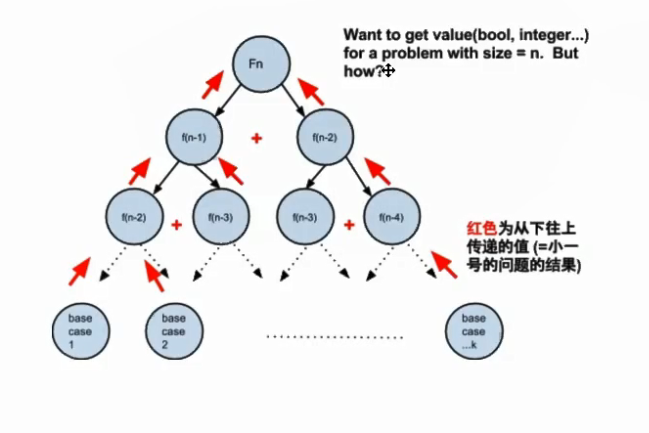 Want to get value(bool, integer...)
for a problem with size = n.  But
how?
Fn
f(n-1)
+
f(n-2)
f(n-2)
+
f(n-3)
f(n-3)
+
f(n-4)
红色为从下往上
传递的值 (=小一
号的问题的结果)
base
case
1
base
case
2
base
case
...k